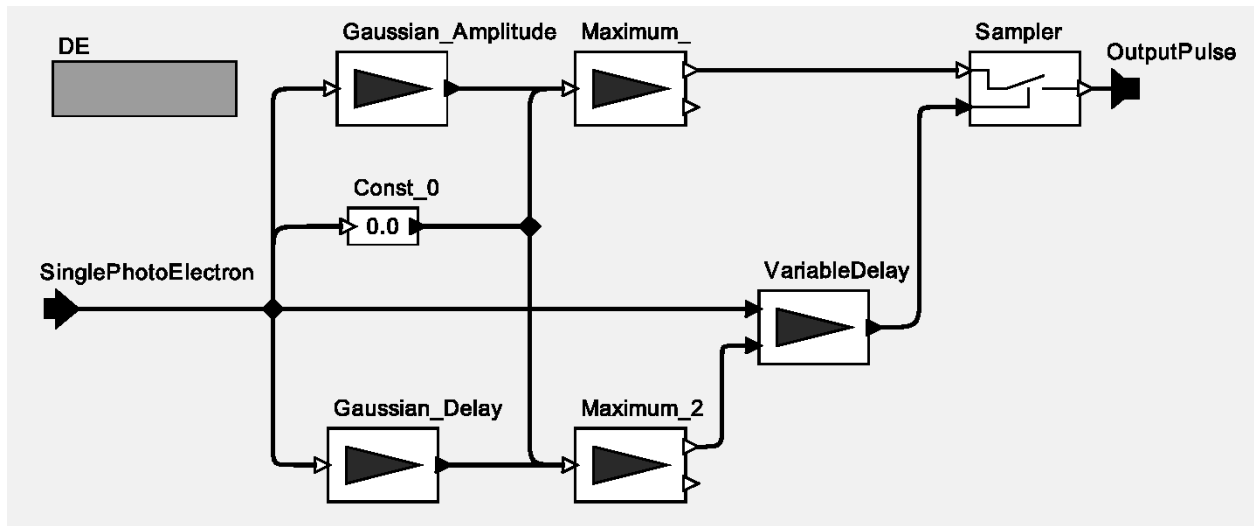 DE
Gaussian_Amplitude
Maximum_
Sampler
OutputPulse
Const_0
0.0
SinglePhotoElectron
VariableDelay
Gaussian_Delay
Maximum_2